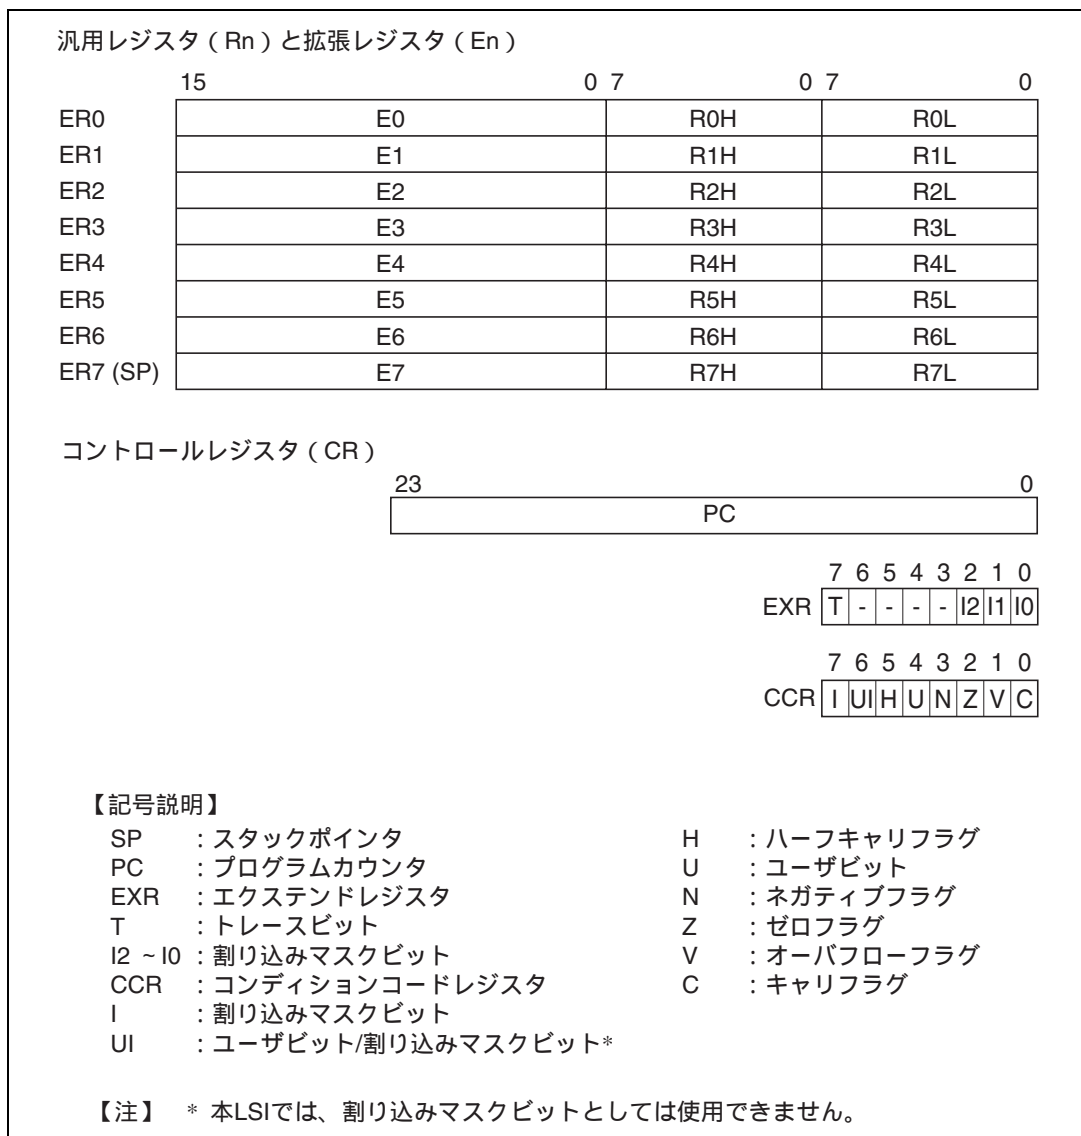 汎用レジスタ（Rn）と拡張レジスタ（En）
15 0 7 0 7 0
ER0 E0 R0H R0L
ER1 E1 R1H R1L
ER2 E2 R2H R2L
ER3 E3 R3H R3L
ER4 E4 R4H R4L
ER5 E5 R5H R5L
ER6 E6 R6H R6L
ER7 (SP) E7 R7H R7L
コントロールレジスタ（CR）
23 0
PC
7 6 5 4 3 2 1 0
EXR T - - - - I2 I1 I0
7 6 5 4 3 2 1 0
CCR I UI H U N Z V C
【記号説明】
SP ：スタックポインタ
PC ：プログラムカウンタ
EXR ：エクステンドレジスタ
T ：トレースビット
I2 ~ I0 ：割り込みマスクビット
CCR ：コンディションコードレジスタ
I ：割り込みマスクビット
UI ：ユーザビット/割り込みマスクビット*
H ：ハーフキャリフラグ
U ：ユーザビット
N ：ネガティブフラグ
Z ：ゼロフラグ
V ：オーバフローフラグ
C ：キャリフラグ
【注】 * 本LSIでは、割り込みマスクビットとしては使用できません。